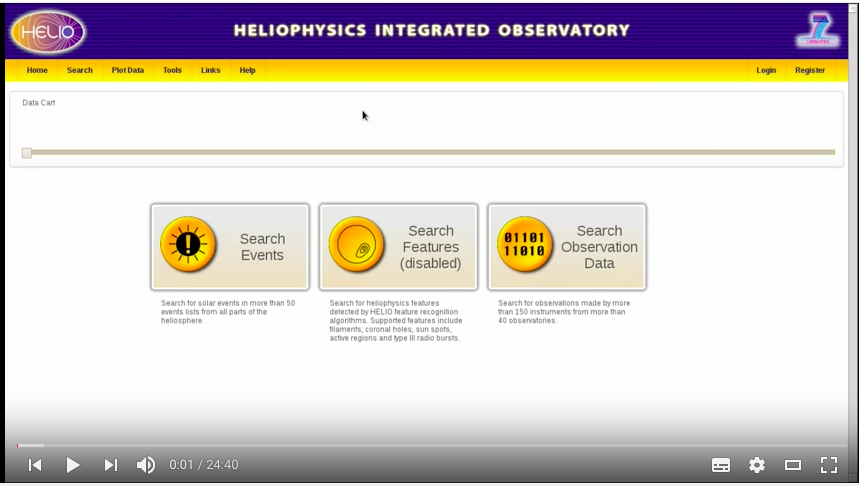 HELIO
HELIOPHYSICS INTEGRATED OBSERVATORY
7
Home Search Plot Data Tools Links Help Login Register
Data Cart
Search
Events
Search
Features
(disabled)
01101
11010
Search
Observation
Data
Search for solar events in more than 50
events lists from all parts of the
heliosphere.
Search for heliophysics features
detected by HELIO feature recognition
algorithms. Supported features include
filaments, coronal holes, sun spots,
active regions and type III radio bursts.
Search for observations made by more
than 150 instruments from more than
40 observatories.
0:01 / 24:40